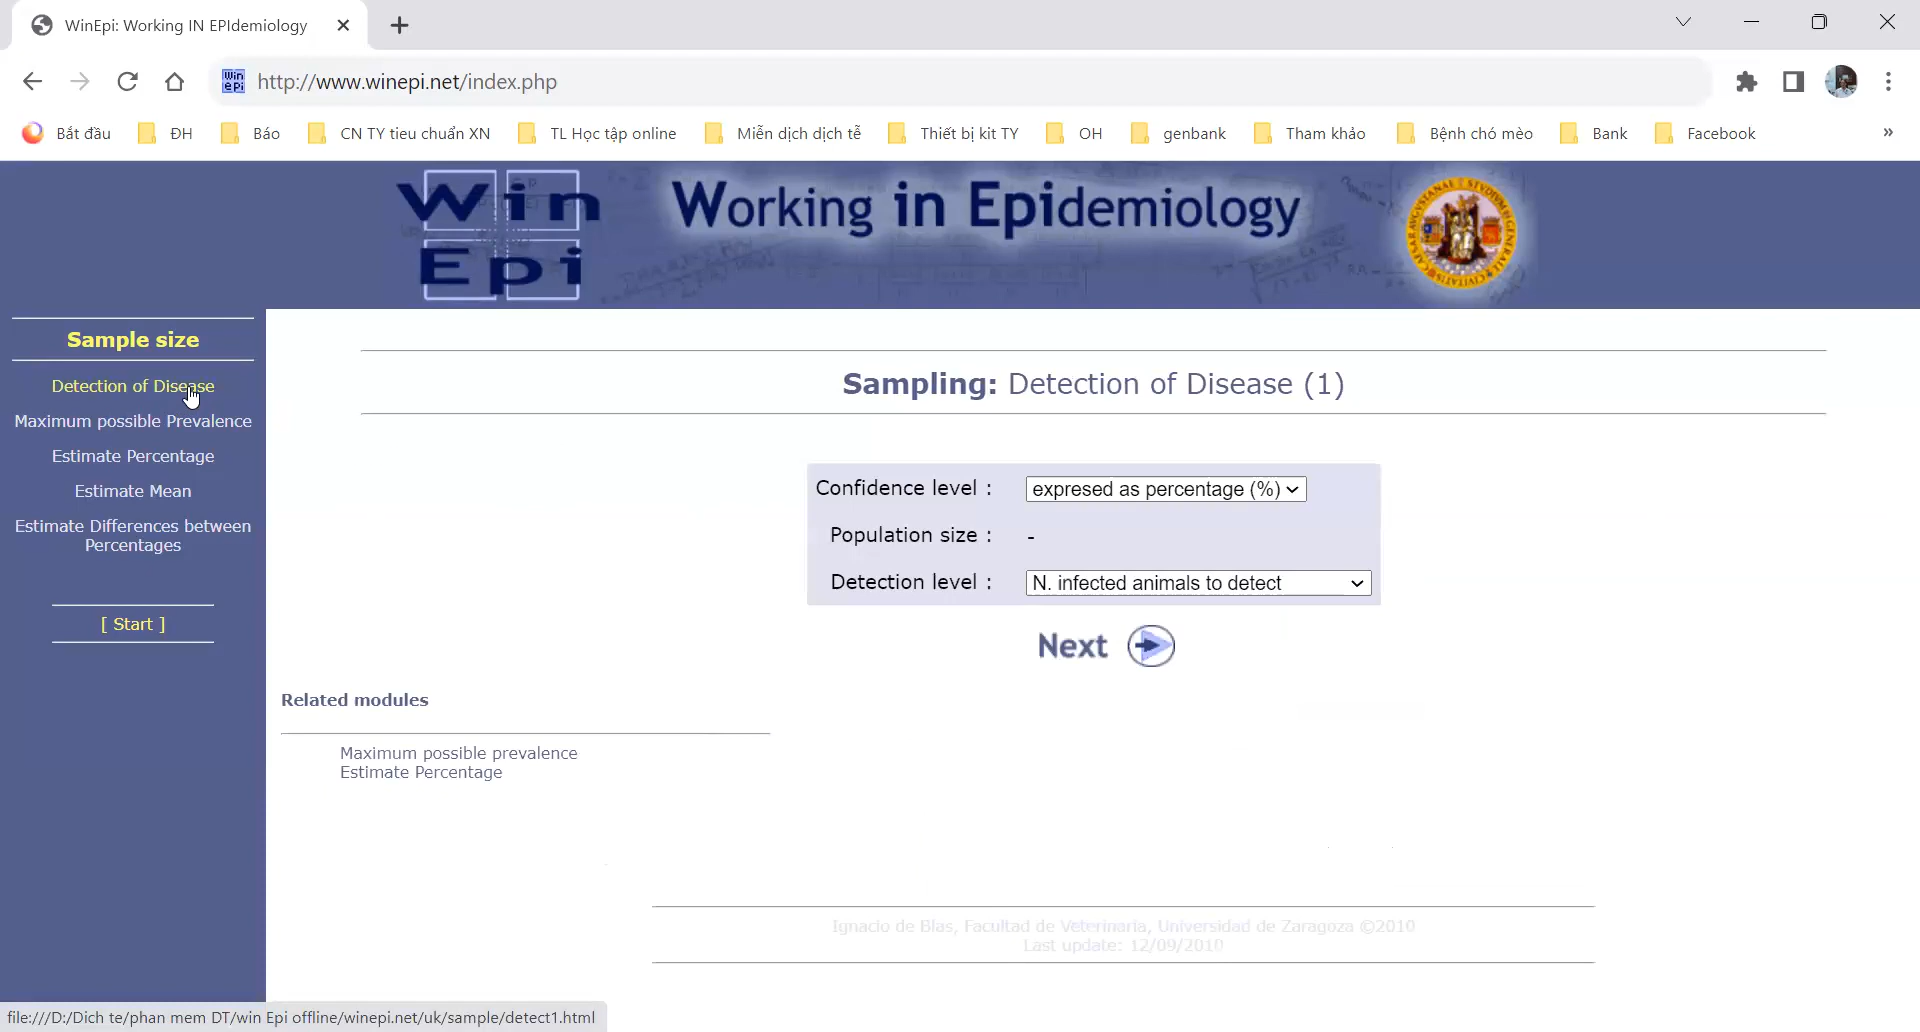 WinEpi: Working IN EPIdemiology
http://www.winepi.net/index.php
Bắt đầu ĐH Báo CN TY tieu chuẩn XN TL Học tập online Miễn dịch dịch tễ Thiết bị kit TY OH genbank Tham khảo Bệnh chó mèo Bank Facebook »
Win
Epi
Working in Epidemiology
Sample size
Detection of Disease
Maximum possible Prevalence
Estimate Percentage
Estimate Mean
Estimate Differences between
Percentages
[ Start ]
Sampling: Detection of Disease (1)
Confidence level : expresed as percentage (%)
Population size : -
Detection level : N. infected animals to detect
Next
Related modules
Maximum possible prevalence
Estimate Percentage
Ignacio de Blas, Facultad de Veterinaria, Universidad de Zaragoza ©2010
Last update: 12/09/2010
file:///D:/Dich te/phan mem DT/win Epi offline/winepi.net/uk/sample/detect1.html